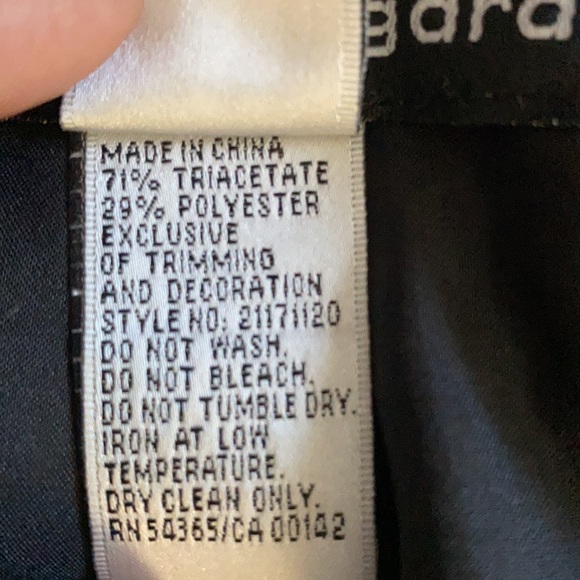 gara
MADE IN CHINA
71% TRIACETATE
29% POLYESTER
EXCLUSIVE
OF TRIMMING
AND DECORATION
STYLE NO: 21171120
DO NOT WASH.
DO NOT BLEACH.
DO NOT TUMBLE DRY.
IRON AT LOW
TEMPERATURE.
DRY CLEAN ONLY.
RN 54365/CA 00142